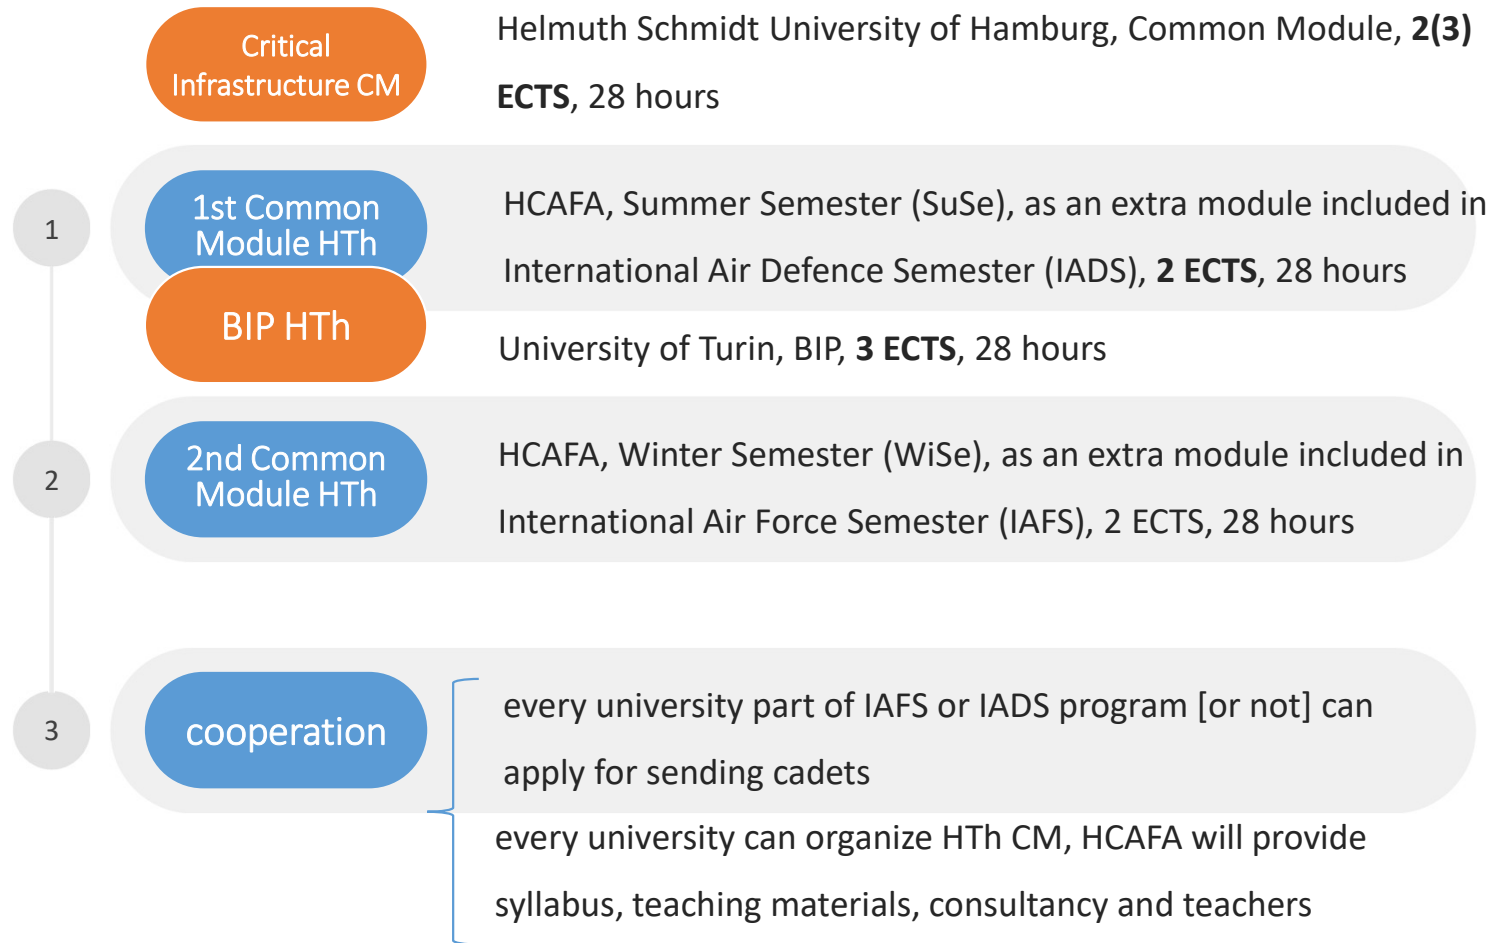 Critical
Infrastructure CM
Helmuth Schmidt University of Hamburg, Common Module, 2(3)
ECTS, 28 hours
1
1st Common
Module HTh
HCAFA, Summer Semester (SuSe), as an extra module included in
International Air Defence Semester (IADS), 2 ECTS, 28 hours
BIP HTh
University of Turin, BIP, 3 ECTS, 28 hours
2
2nd Common
Module HTh
HCAFA, Winter Semester (WiSe), as an extra module included in
International Air Force Semester (IAFS), 2 ECTS, 28 hours
3
cooperation
every university part of IAFS or IADS program [or not] can
apply for sending cadets
every university can organize HTh CM, HCAFA will provide
syllabus, teaching materials, consultancy and teachers